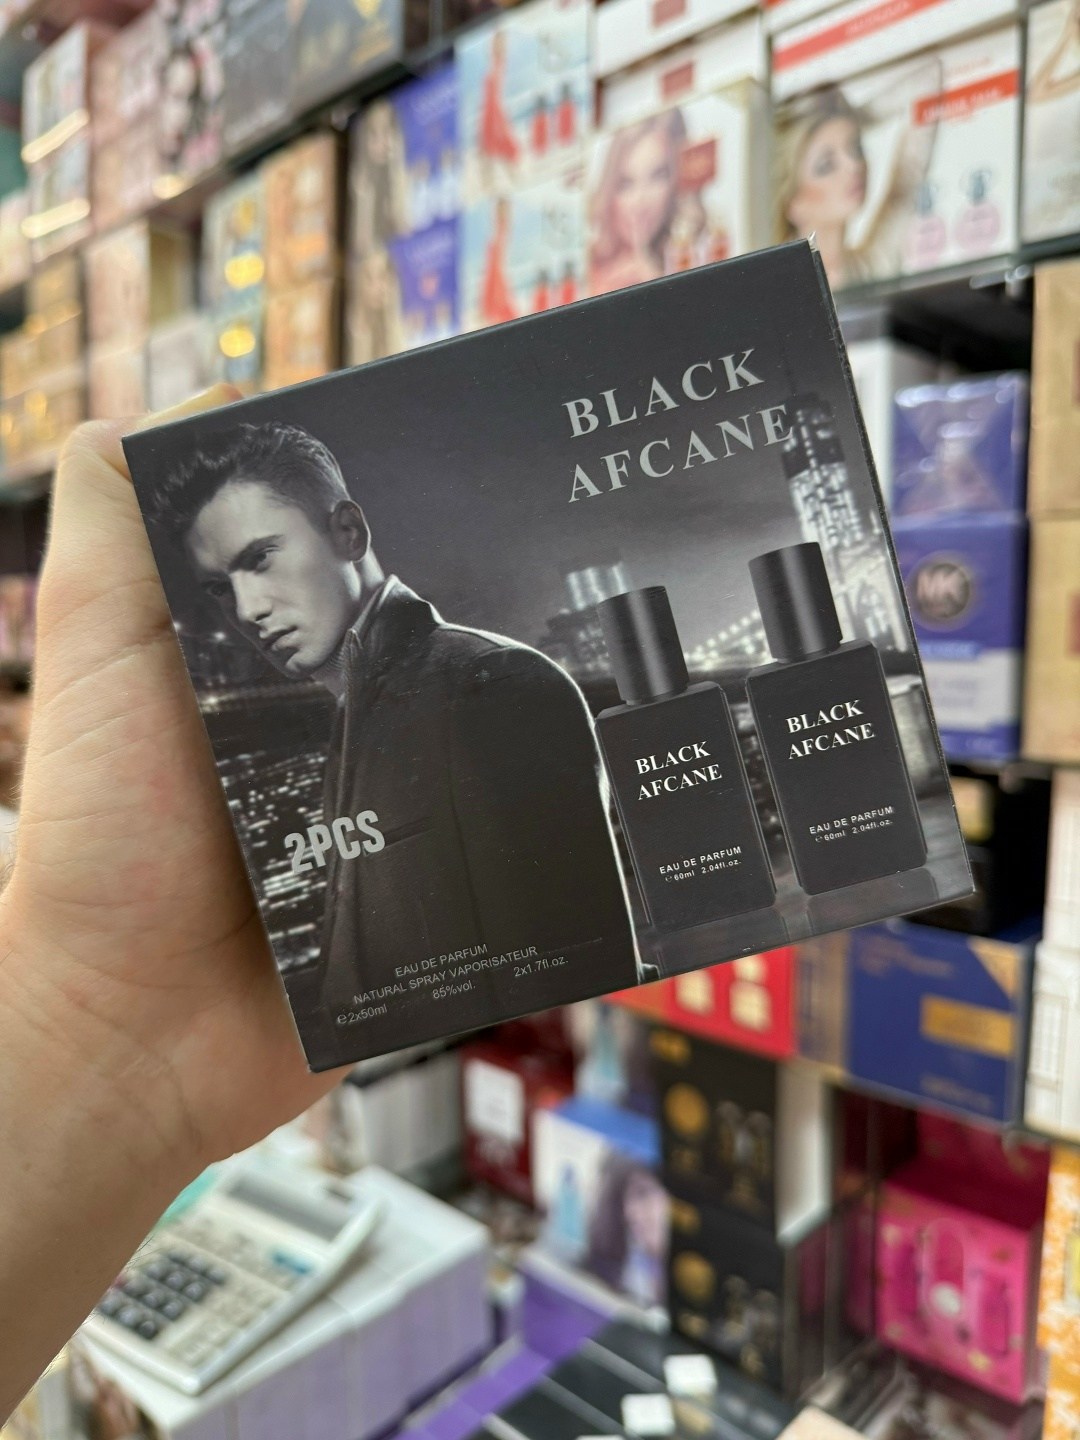 BLACK
AFCANE
BLACK
AFCANE
EAU DE PARFUM
℮60ml 2.04fl.oz.
BLACK
AFCANE
EAU DE PARFUM
℮60ml 2.04fl.oz.
2PCS
EAU DE PARFUM
NATURAL SPRAY VAPORISATEUR
℮2x50ml 85%vol. 2x1.7fl.oz.
MK